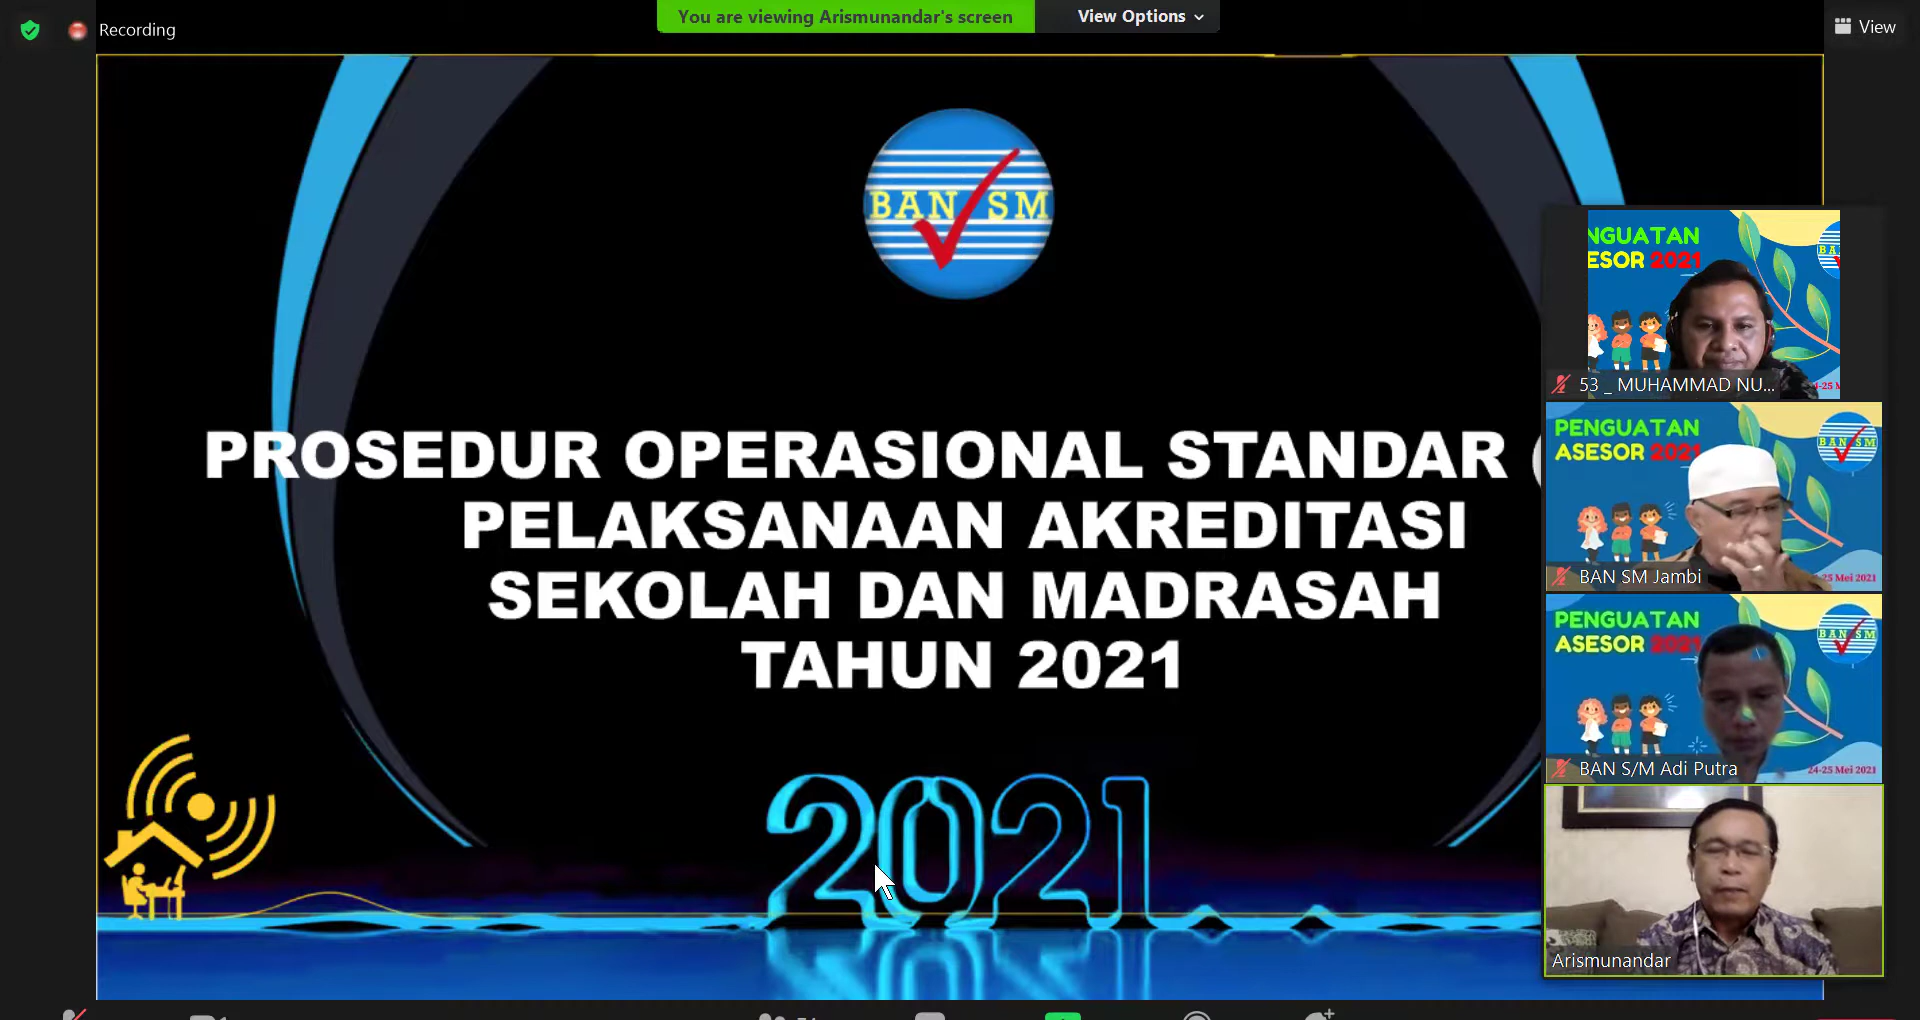 You are viewing Arismunandar's screen
View Options
Recording
View
BAN SM
PROSEDUR OPERASIONAL STANDAR
PELAKSANAAN AKREDITASI
SEKOLAH DAN MADRASAH
TAHUN 2021
2021
NGUATAN
ESOR 2021
BA
53 _ MUHAMMAD NU...
PENGUATAN
ASESOR 2021
BAN SM
25 Mei 2021
BAN SM Jambi
PENGUATAN
ASESOR 2021
BAN SM
24-25 Mei 2021
BAN S/M Adi Putra
Arismunandar